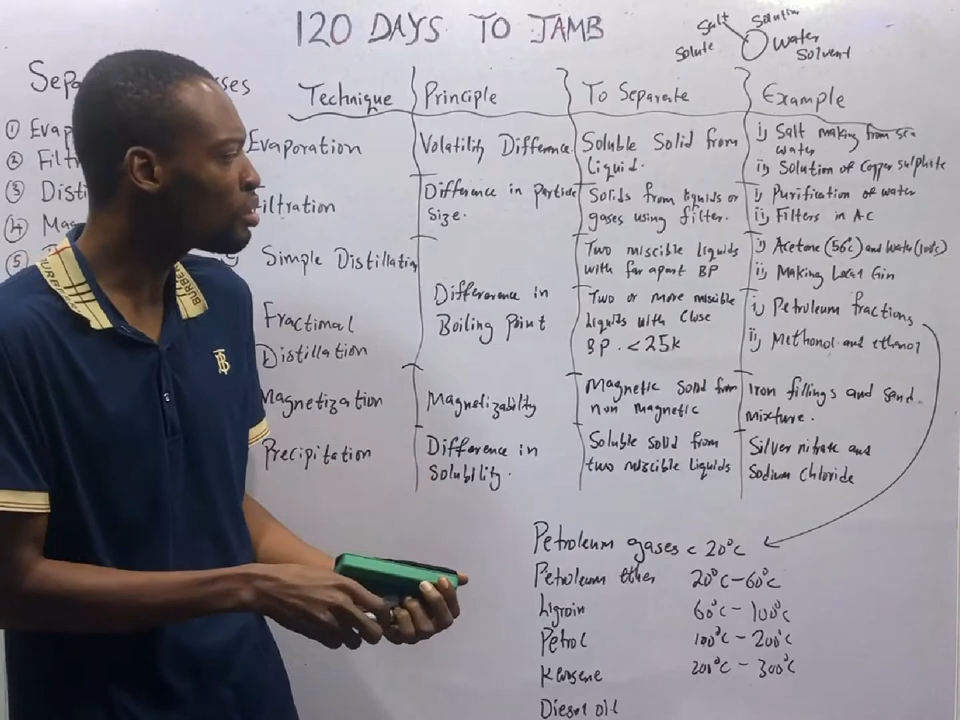 120 DAYS TO JAMB
Salt
Solution
Solute
Water
Solvent
① Evap
② Filt
③ Disti
④ Mag
⑤
Technique
Principle
To Separate
Example
Evaporation
Volatility Difference
Soluble Solid from
Liquid.
i) Salt making from sea
water
ii) Solution of Copper sulphite
Filtration
Difference in Particle
Size.
Solids from liquids or
gases using filter.
i) Purification of water
ii) Filters in AC
Simple Distillation
Two miscible liquids
with far apart BP
i) Acetone (56°c) and water (100°c)
ii) Making Local Gin
Fractional
Distillation
Difference in
Boiling Point
Two or more miscible
Liquids with Close
BP. < 25K
i) Petroleum fractions
ii) Methonol and ethenol
Magnetization
Magnetizability
Magnetic Solid from
non magnetic
Iron fillings and sand
mixture.
Precipitation
Difference in
Solubility.
Soluble solid from
two miscible liquids
Silver nitrate and
Sodium Chloride
Petroleum gases < 20°C
Petroleum ether 20°C - 60°C
Ligroin 60°C - 100°C
Petrol 100°C - 200°C
Kerosene 200°C - 300°C
Diesel oil
BURBERRY